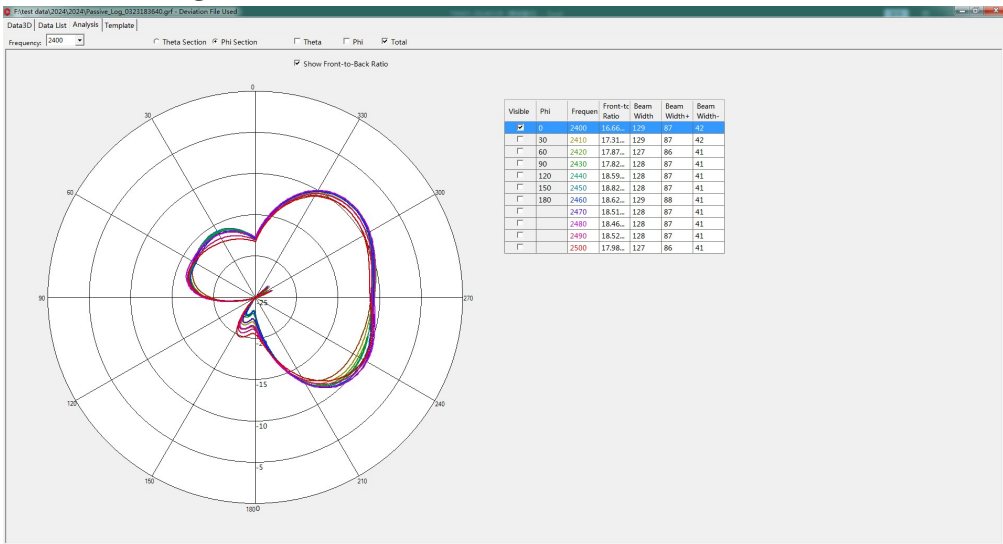 F:\test data\2024\2024\Passive_Log_0323183640.grf - Deviation File Used
Data3D Data List Analysis Template
Frequency: 2400 Theta Section Phi Section Theta Phi Total
Show Front-to-Back Ratio
0
30 330
60 300
90 270
120 240
150 210
1800
-25
-15
-10
-5
Visible Phi Frequen Front-tc Ratio Beam Width Beam Width+ Beam Width-
0 2400 16.66... 129 87 42
30 2410 17.31... 129 87 42
60 2420 17.87... 127 86 41
90 2430 17.82... 128 87 41
120 2440 18.59... 128 87 41
150 2450 18.82... 128 87 41
180 2460 18.62... 129 88 41
2470 18.51... 128 87 41
2480 18.46... 128 87 41
2490 18.52... 128 87 41
2500 17.98... 127 86 41